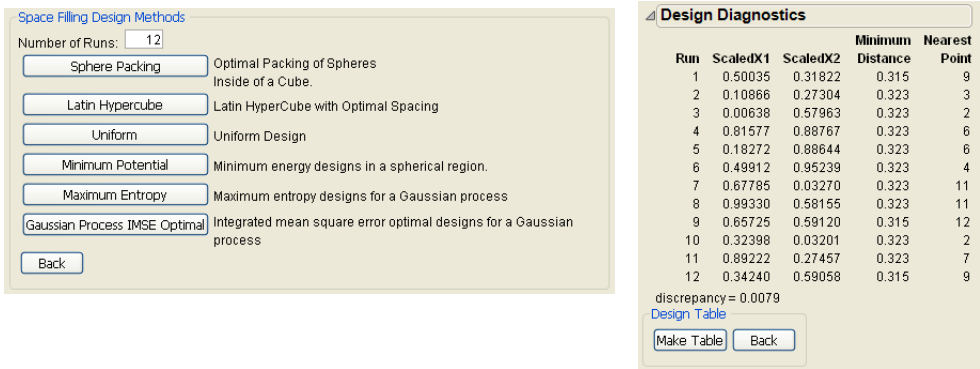 Space Filling Design Methods
Number of Runs: 12
Sphere Packing Optimal Packing of Spheres
Inside of a Cube.
Latin Hypercube Latin HyperCube with Optimal Spacing
Uniform Uniform Design
Minimum Potential Minimum energy designs in a spherical region.
Maximum Entropy Maximum entropy designs for a Gaussian process
Gaussian Process IMSE Optimal Integrated mean square error optimal designs for a Gaussian
process
Back
Design Diagnostics
Minimum Nearest
Run ScaledX1 ScaledX2 Distance Point
1 0.50035 0.31822 0.315 9
2 0.10866 0.27304 0.323 3
3 0.00638 0.57963 0.323 2
4 0.81577 0.88767 0.323 6
5 0.18272 0.88644 0.323 6
6 0.49912 0.95239 0.323 4
7 0.67785 0.03270 0.323 11
8 0.99330 0.58155 0.323 11
9 0.65725 0.59120 0.315 12
10 0.32398 0.03201 0.323 2
11 0.89222 0.27457 0.323 7
12 0.34240 0.59058 0.315 9
discrepancy = 0.0079
Design Table
Make Table Back